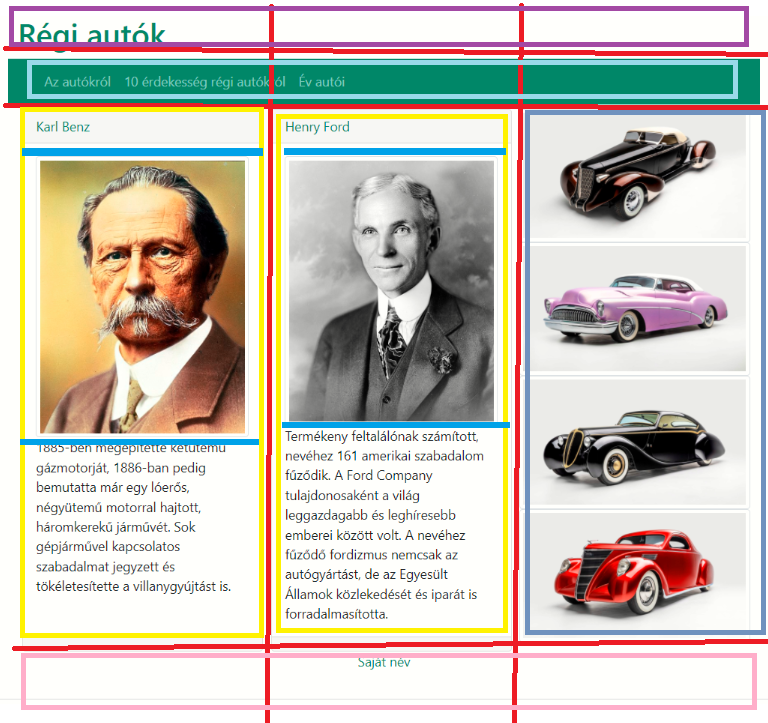 Régi autók
Az autókról 10 érdekesség régi autókról Év autói
Karl Benz
1885-ben megépítette kétütemű
gázmotorját, 1886-ban pedig
bemutatta már egy lóerős,
négyütemű motorral hajtott,
háromkerekű járművét. Sok
gépjárművel kapcsolatos
szabadalmat jegyzett és
tökéletesítette a villanygyújtást is.
Henry Ford
Termékeny feltalálónak számított,
nevéhez 161 amerikai szabadalom
fűződik. A Ford Company
tulajdonosaként a világ
leggazdagabb és leghíresebb
emberei között volt. A nevéhez
fűződő fordizmus nemcsak az
autógyártást, de az Egyesült
Államok közlekedését és iparát is
forradalmasította.
Saját név